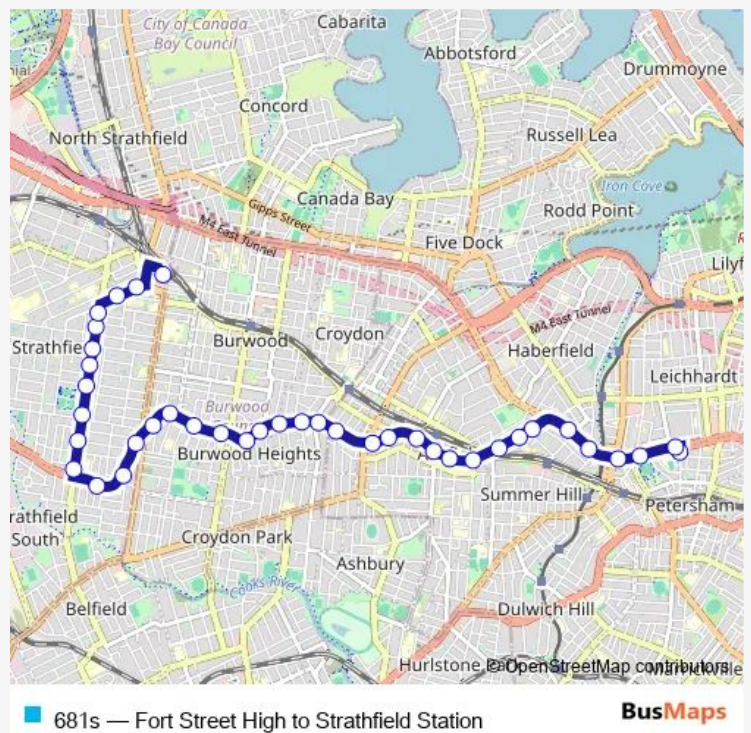 City of Canada
Bay Council
Cabarita
Abbotsford
Drummoyne
Concord
North Strathfield
Russell Lea
Iron Cove
Canada Bay
Gipps Street
Rodd Point
M4 East Tunnel
Five Dock
Lilyf
M4 East Tunnel
Strathfie
Burwood
Croydon
Haberfield
Leichhardt
Burwood
Burwood Heights
Summer Hill
Petersham
rathfield
South
Croydon Park
Ashbury
Cooks River
Belfield
Dulwich Hill
Hurlstone
© OpenStreetMap contributors
681s — Fort Street High to Strathfield Station
BusMaps